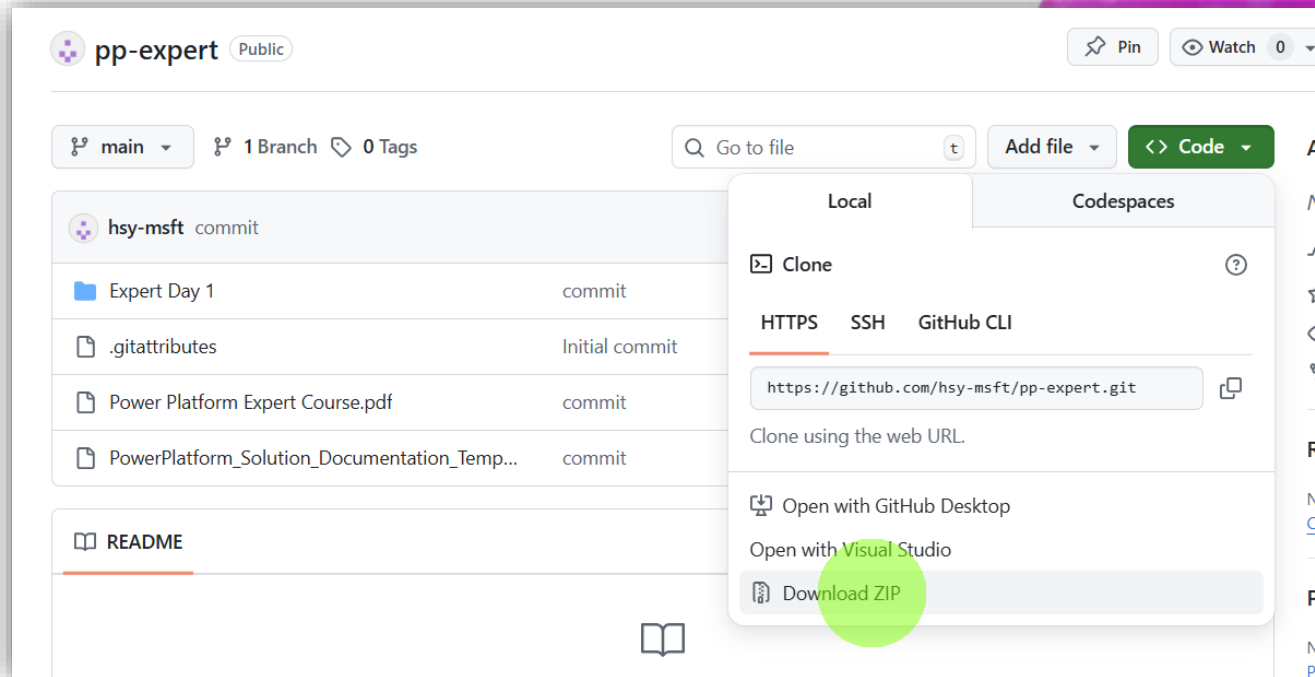 pp-expert Public Pin Watch 0
main 1 Branch 0 Tags Go to file t Add file Code
Local Codespaces
hsy-msft commit
Clone
Expert Day 1 commit
HTTPS SSH GitHub CLI
.gitattributes Initial commit
https://github.com/hsy-msft/pp-expert.git
Power Platform Expert Course.pdf commit
Clone using the web URL.
PowerPlatform_Solution_Documentation_Temp... commit
Open with GitHub Desktop
README
Open with Visual Studio
Download ZIP